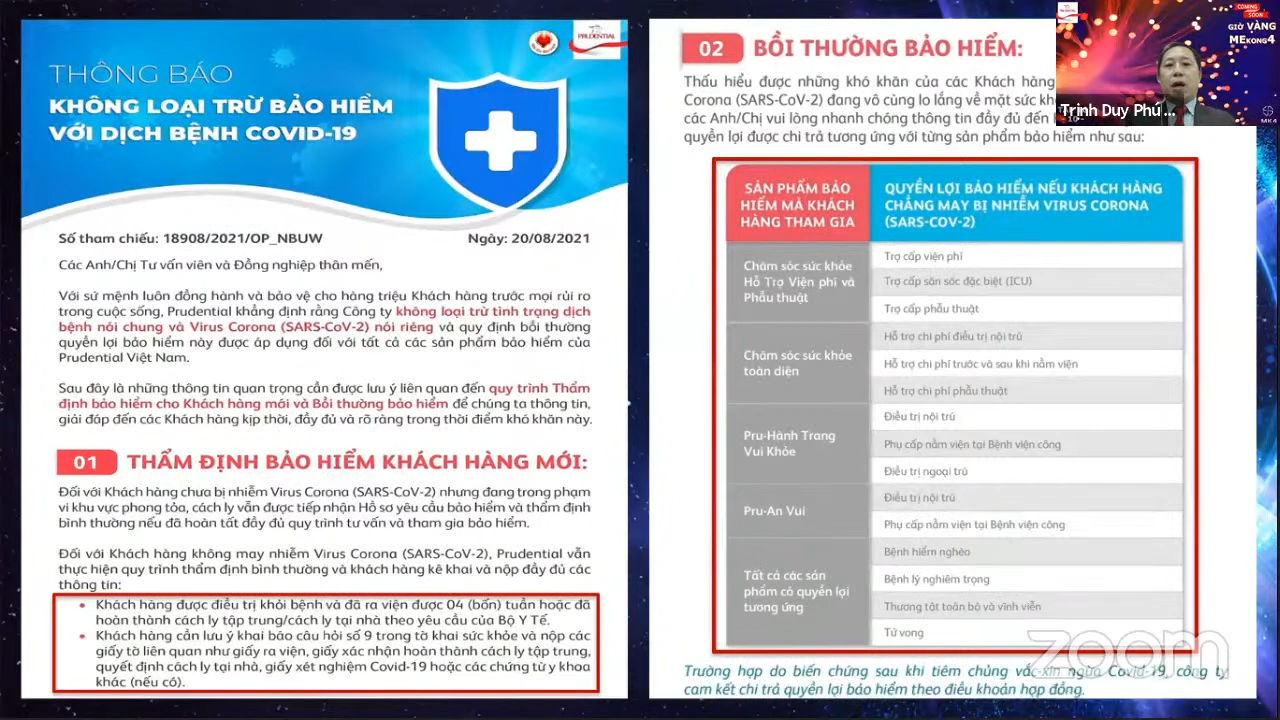 PRUDENTIAL
THÔNG BÁO
KHÔNG LOẠI TRỪ BẢO HIỂM
VỚI DỊCH BỆNH COVID-19
Số tham chiếu: 18908/2021/OP_NBUW
Ngày: 20/08/2021
Các Anh/Chị Tư vấn viên và Đồng nghiệp thân mến,
Với sứ mệnh luôn đồng hành và bảo vệ cho hàng triệu Khách hàng trước mọi rủi ro
trong cuộc sống, Prudential khẳng định rằng Công ty không loại trừ tình trạng dịch
bệnh nói chung và Virus Corona (SARS-CoV-2) nói riêng và quy định bồi thường
quyền lợi bảo hiểm này được áp dụng đối với tất cả các sản phẩm bảo hiểm của
Prudential Việt Nam.
Sau đây là những thông tin quan trọng cần được lưu ý liên quan đến quy trình Thẩm
định bảo hiểm cho Khách hàng mới và Bồi thường bảo hiểm để chúng ta thông tin,
giải đáp đến các Khách hàng kịp thời, đầy đủ và rõ ràng trong thời điểm khó khăn này.
01 THẨM ĐỊNH BẢO HIỂM KHÁCH HÀNG MỚI:
Đối với Khách hàng chưa bị nhiễm Virus Corona (SARS-CoV-2) nhưng đang trong phạm
vi khu vực phong tỏa, cách ly vẫn được tiếp nhận Hồ sơ yêu cầu bảo hiểm và thẩm định
bình thường nếu đã hoàn tất đầy đủ quy trình tư vấn và tham gia bảo hiểm.
Đối với Khách hàng không may nhiễm Virus Corona (SARS-CoV-2), Prudential vẫn
thực hiện quy trình thẩm định bình thường và khách hàng kê khai và nộp đầy đủ các
thông tin:
• Khách hàng được điều trị khỏi bệnh và đã ra viện được 04 (bốn) tuần hoặc đã
hoàn thành cách ly tập trung/cách ly tại nhà theo yêu cầu của Bộ Y Tế.
• Khách hàng cần lưu ý khai báo câu hỏi số 9 trong tờ khai sức khỏe và nộp các
giấy tờ liên quan như giấy ra viện, giấy xác nhận hoàn thành cách ly tập trung,
quyết định cách ly tại nhà, giấy xét nghiệm Covid-19 hoặc các chứng từ y khoa
khác (nếu có).
02 BỒI THƯỜNG BẢO HIỂM:
Thấu hiểu được những khó khăn của các Khách hàng
Corona (SARS-CoV-2) đang vô cùng lo lắng về mặt sức
các Anh/Chị vui lòng nhanh chóng thông tin đầy đủ đến
quyền lợi được chi trả tương ứng với từng sản phẩm bảo hiểm như sau:
SẢN PHẨM BẢO
HIỂM MÀ KHÁCH
HÀNG THAM GIA
QUYỀN LỢI BẢO HIỂM NẾU KHÁCH HÀNG
CHẲNG MAY BỊ NHIỄM VIRUS CORONA
(SARS-COV-2)
Chăm sóc sức khỏe
Hỗ Trợ Viện phí và
Phẫu thuật
Trợ cấp viện phí
Trợ cấp săn sóc đặc biệt (ICU)
Trợ cấp phẫu thuật
Chăm sóc sức khỏe
toàn diện
Hỗ trợ chi phí điều trị nội trú
Hỗ trợ chi phí trước và sau khi nằm viện
Hỗ trợ chi phí phẫu thuật
Pru-Hành Trang
Vui Khỏe
Điều trị nội trú
Phụ cấp nằm viện tại Bệnh viện công
Điều trị ngoại trú
Pru-An Vui
Điều trị nội trú
Phụ cấp nằm viện tại Bệnh viện công
Tất cả các sản
phẩm có quyền lợi
tương ứng
Bệnh hiểm nghèo
Bệnh lý nghiêm trọng
Thương tật toàn bộ và vĩnh viễn
Tử vong
Trường hợp do biến chứng sau khi tiêm chủng vắc-xin ngừa Covid-19, công ty
cam kết chi trả quyền lợi bảo hiểm theo điều khoản hợp đồng.
zoom
COMING
SOON
GIỜ VÀNG
MEKONG4
Trịnh Duy Phú ...
MK4